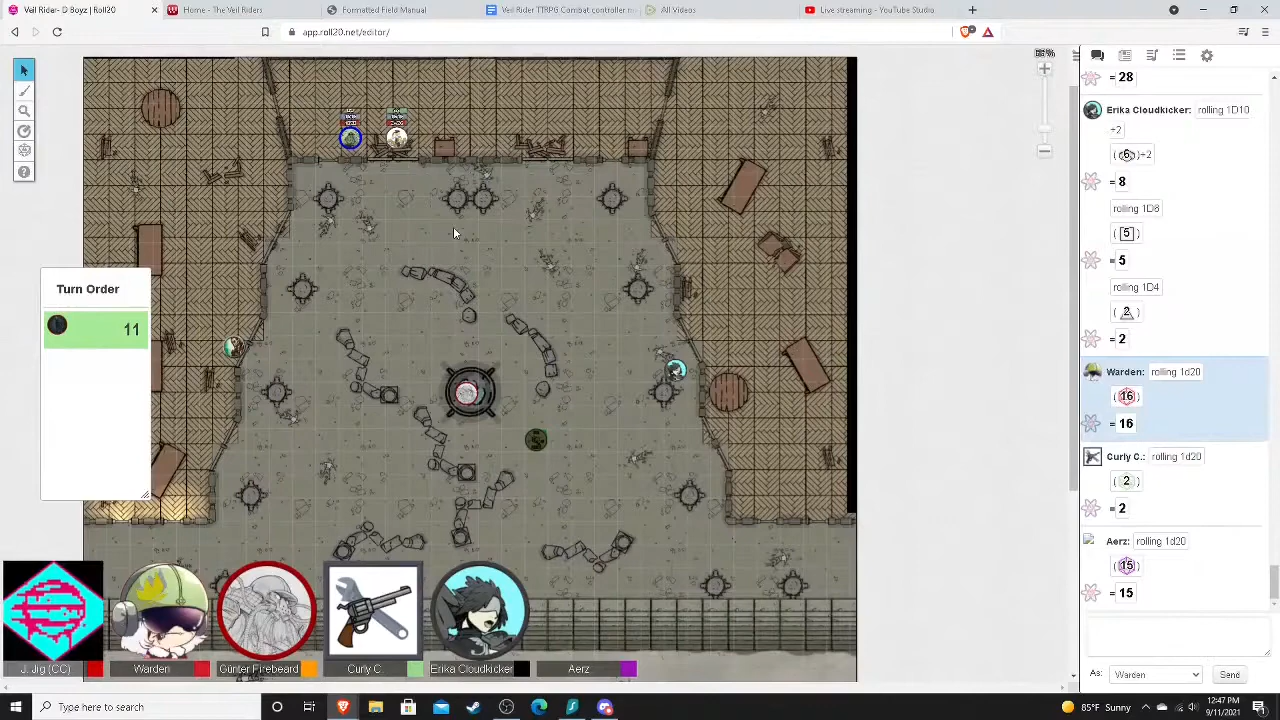 Veil Rider- D Boyz | Roll20
Home - The Veil Riders
Formatted Field Manual
Veil Rider TTRPG Combat controller
All Videos
Live streaming - YouTube Studio
app.roll20.net/editor/
= 28
Erika Cloudkicker: rolling 1D10
+2
(6)+2
= 8
rolling 1D8
(5)
= 5
rolling 1D4
(2)
= 2
Warden: rolling 1d20
(16)
= 16
Curly C.: rolling 1d20
(2)
= 2
Aerz: rolling 1d20
(15)
= 15
Turn Order
11
J. Jig (CC)
Warden
Günter Firebeard
Curly C.
Erika Cloudkicker
Aerz
As: Warden Send
Type here to search
85°F Sunny
12:47 PM
9/11/2021